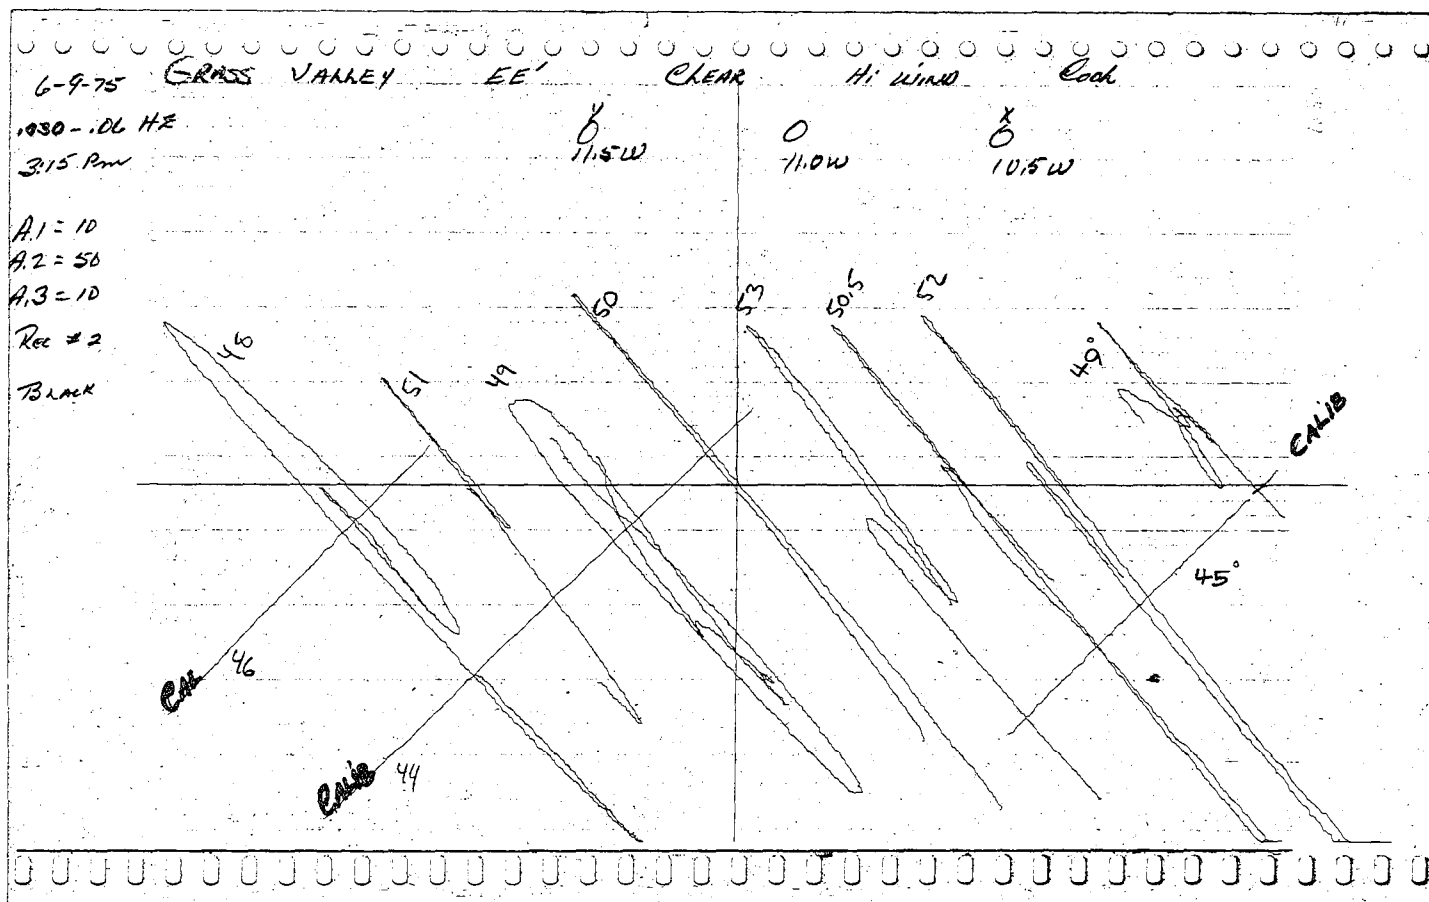 6-9-75 GRASS VALLEY EE' CLEAR Hi WIND Cool
.030-.06 HZ
3:15 Pm
Y O X
11.5W 11.0W 10.5W
A.1 = 10
A.2 = 50
A.3 = 10
REC #2
BLACK
48 51 49 50 53 50.5 52 49°
CALIB
45°
CAL 46
CALIB 44